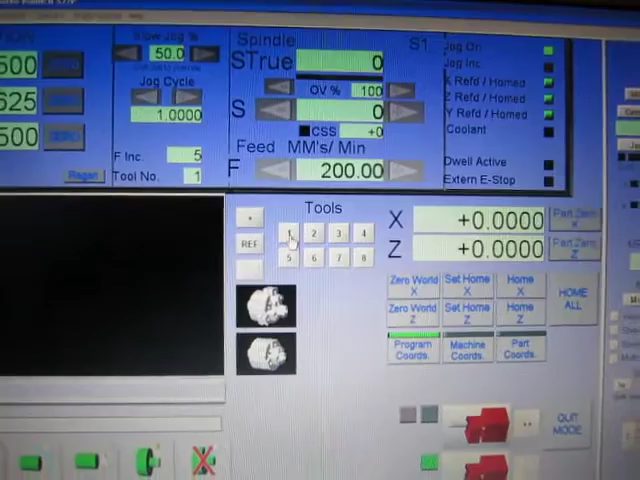 Slow Jog %
50.0
Jog Cycle
1.0000
F Inc. 5
Tool No. 1
Regen
500
625
500
Spindle S1
STrue 0
OV % 100
S 0
CSS +0
Feed MM's/ Min
F 200.00
Jog On
Jog Inc
X Refd / Homed
Z Refd / Homed
Y Refd / Homed
Coolant
Dwell Active
Extern E-Stop
Tools
REF
1 2 3 4
5 6 7 8
X +0.0000 Part Zero X
Z +0.0000 Part Zero Z
Zero World X Set Home X Home X
Zero World Z Set Home Z Home Z
HOME ALL
Program Coords. Machine Coords. Part Coords.
QUIT MODE